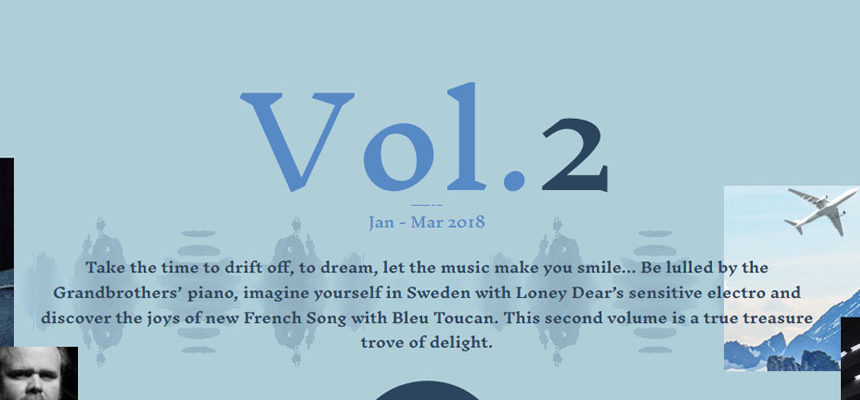 Vol.2
Jan - Mar 2018
Take the time to drift off, to dream, let the music make you smile... Be lulled by the
Grandbrothers’ piano, imagine yourself in Sweden with Loney Dear’s sensitive electro and
discover the joys of new French Song with Bleu Toucan. This second volume is a true treasure
trove of delight.